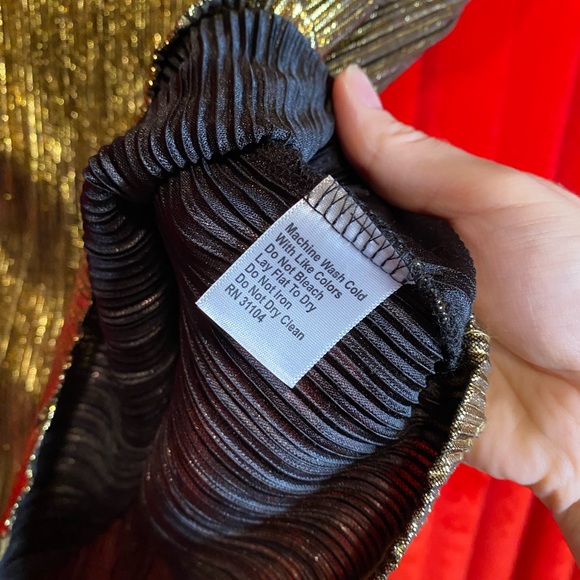 Machine Wash Cold
With Like Colors
Do Not Bleach
Lay Flat To Dry
Do Not Iron
Do Not Dry Clean
RN 31104